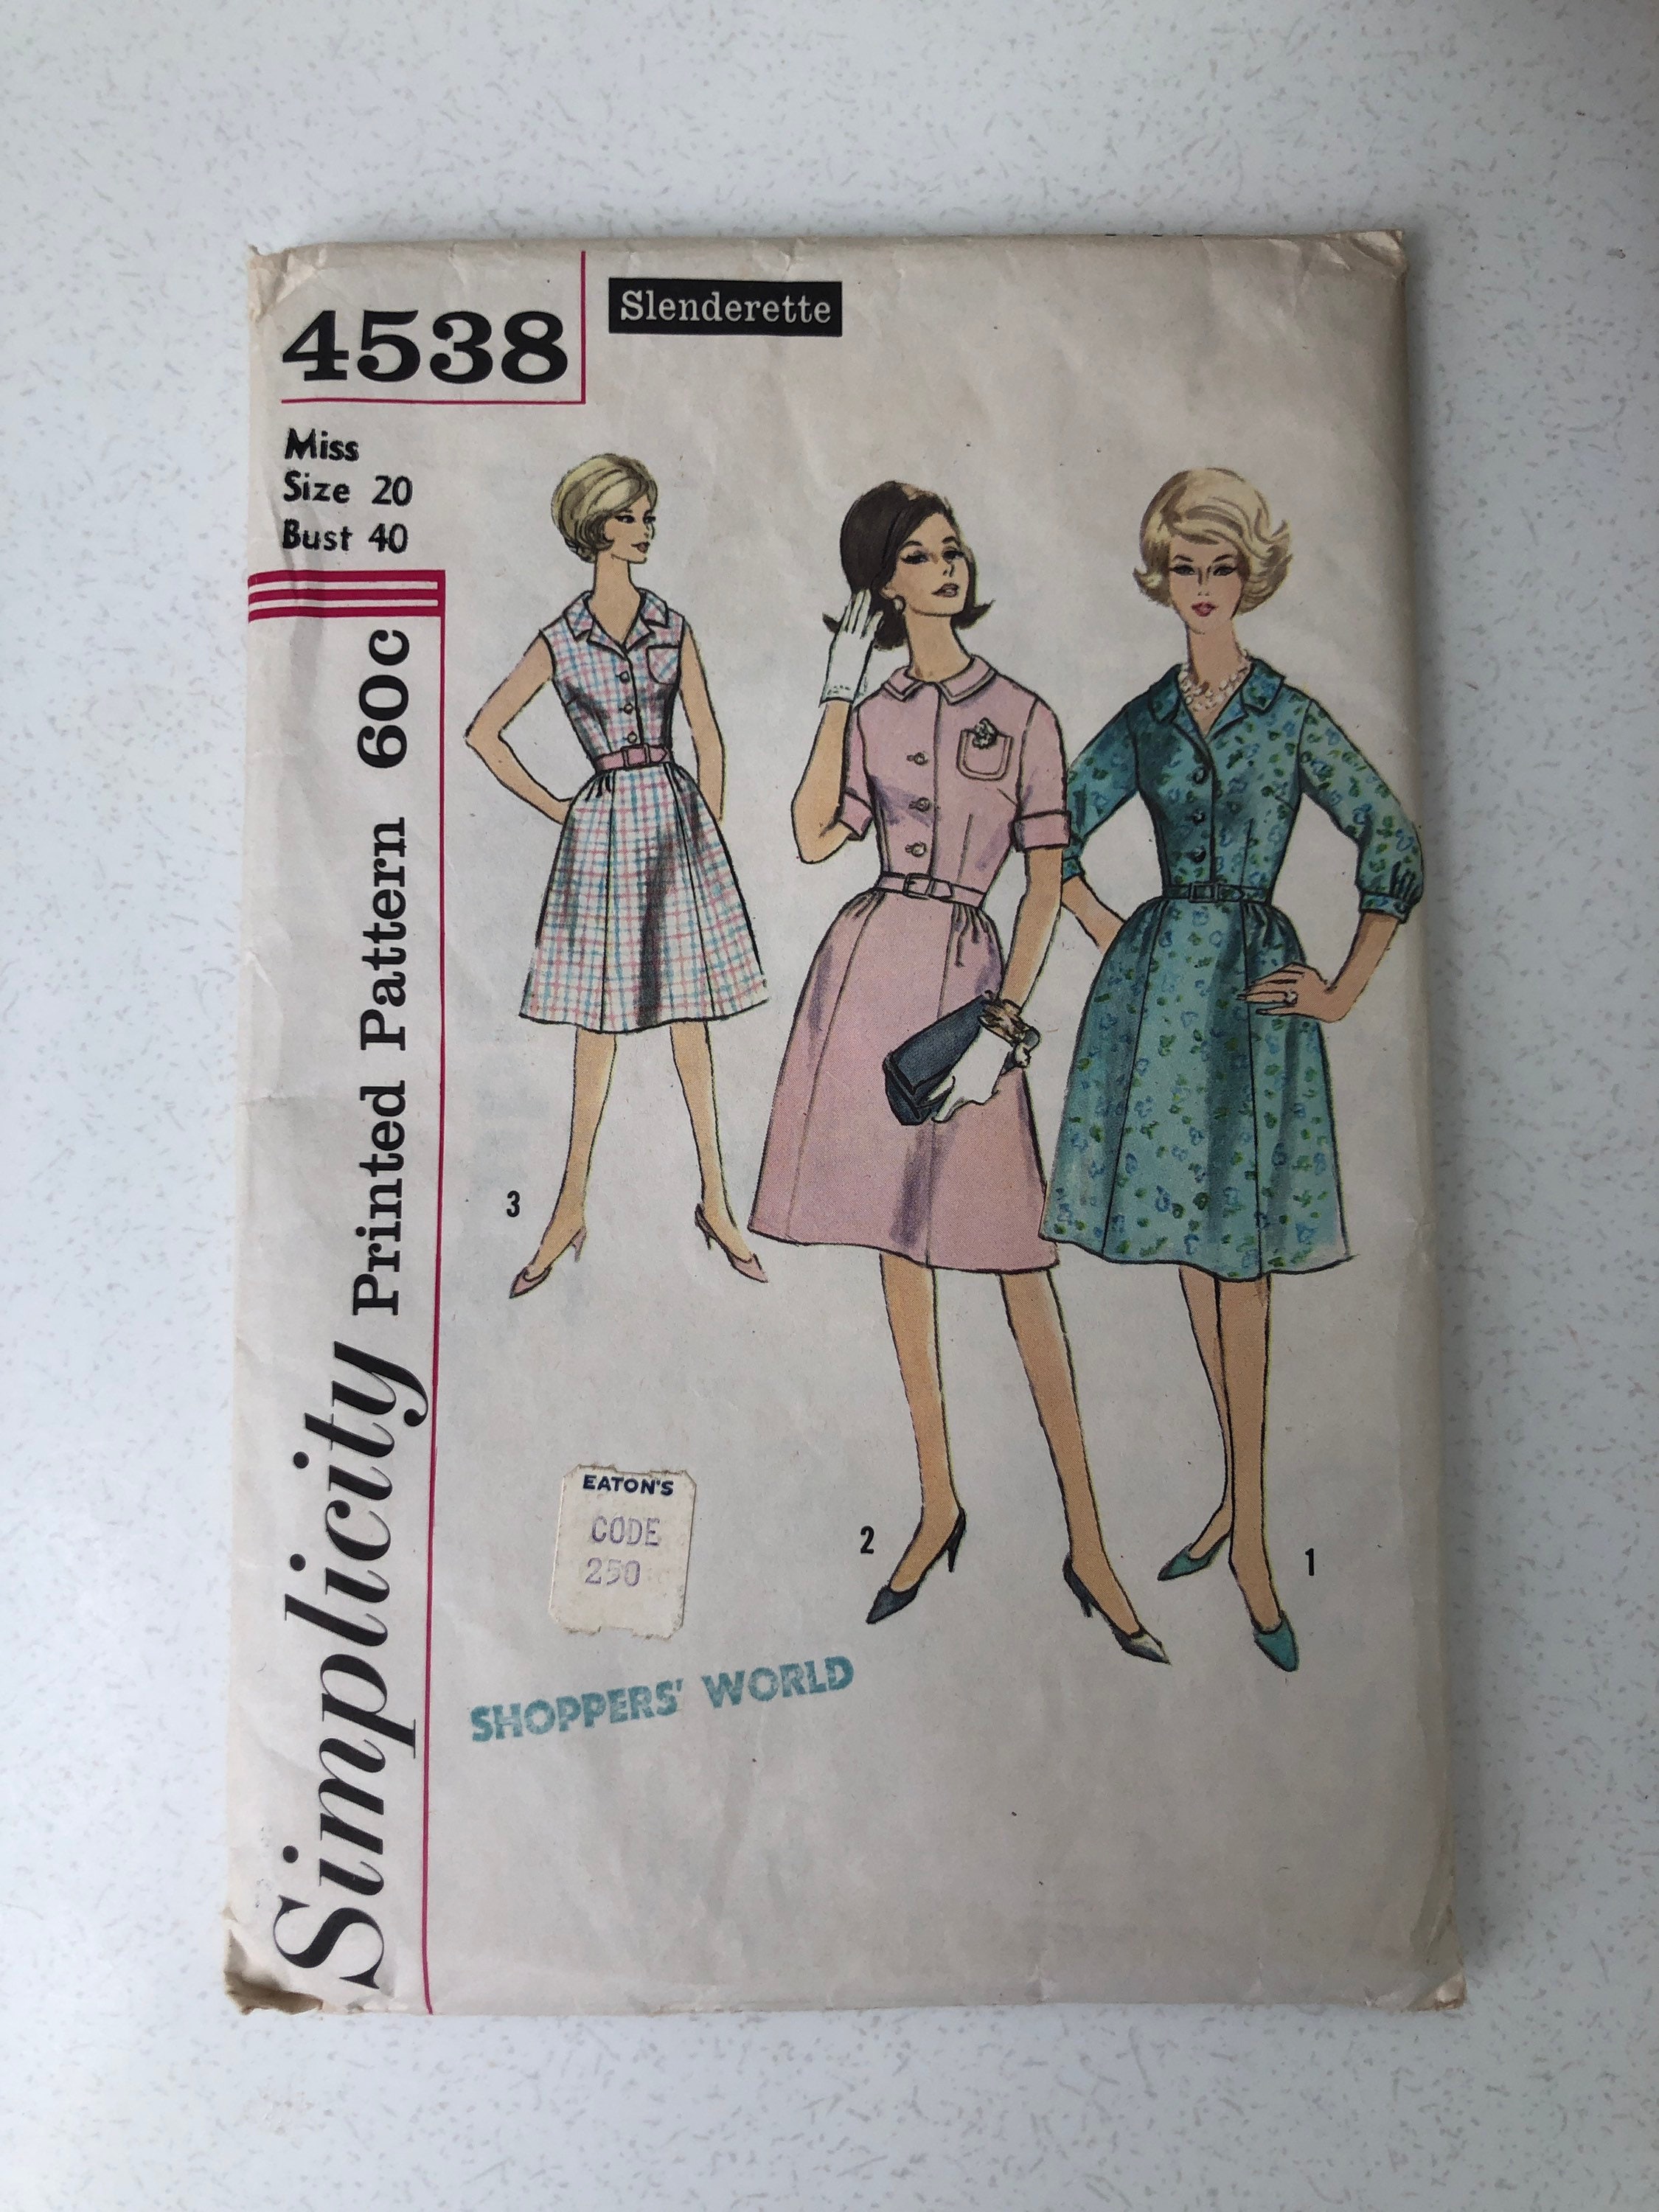 4538
Slenderette
Miss
Size 20
Bust 40
Simplicity Printed Pattern 60c
3
2
1
EATON'S
CODE
250
SHOPPERS' WORLD